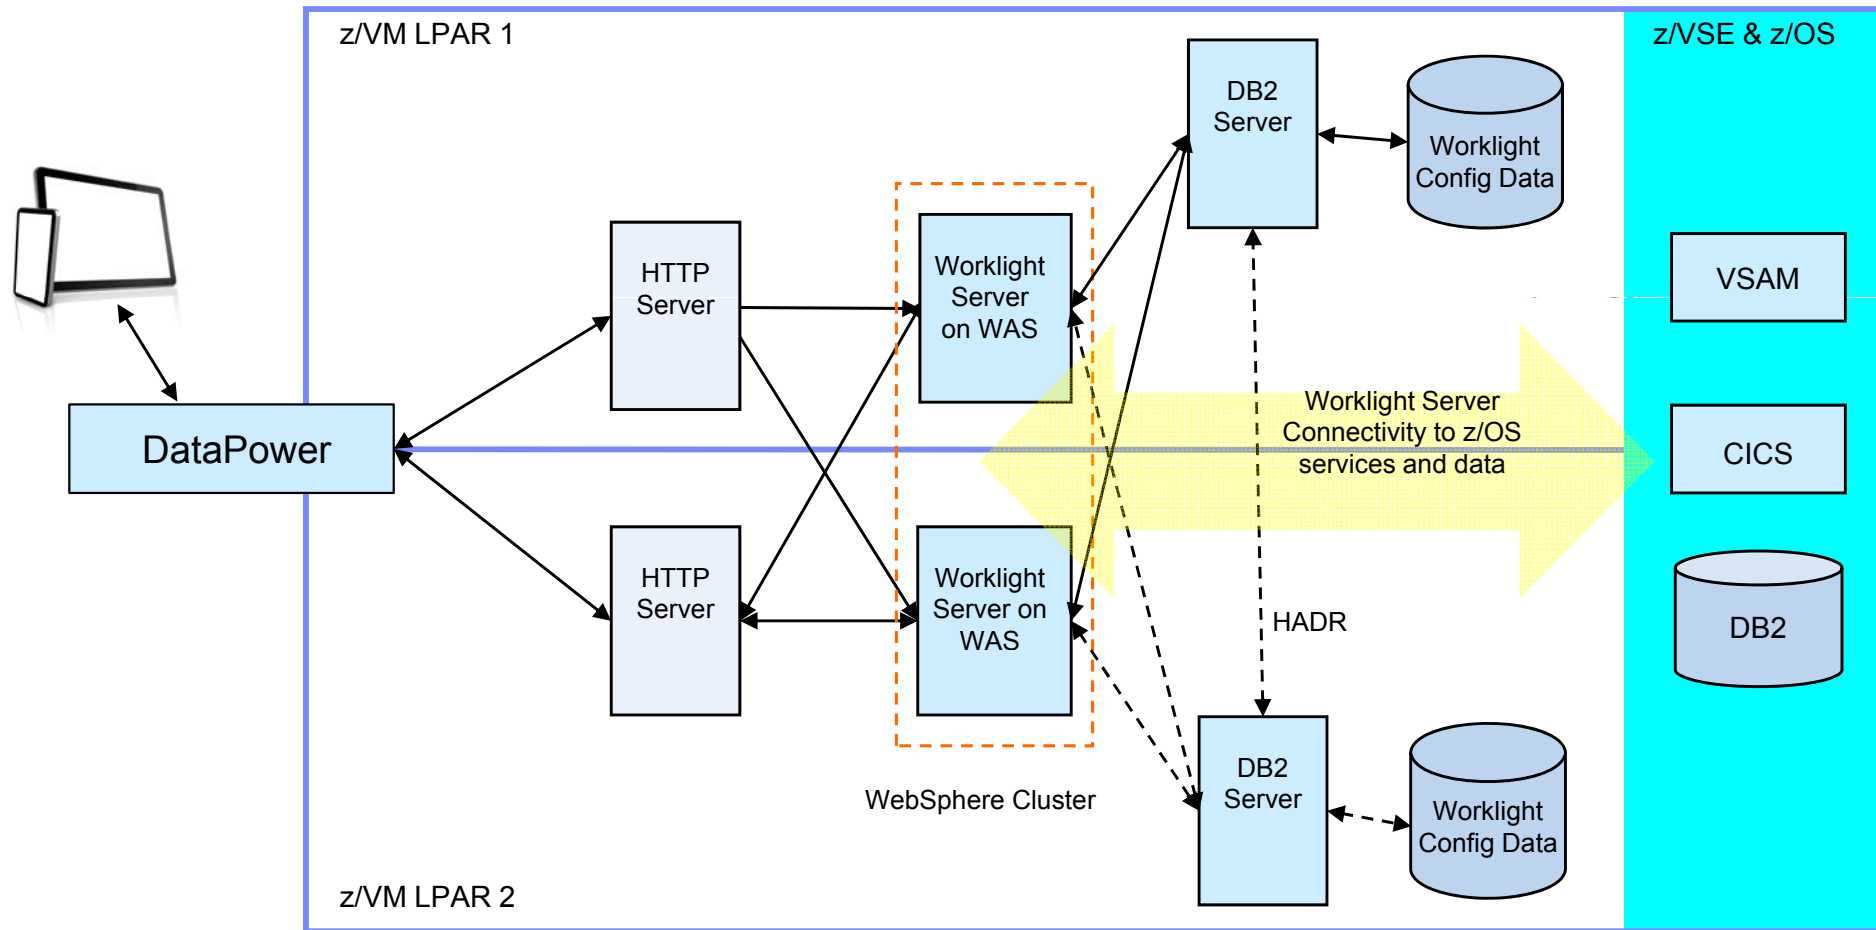 z/VM LPAR 1
z/VSE & z/OS
DB2
Server
Worklight
Config Data
HTTP
Server
Worklight
Server
on WAS
VSAM
DataPower
Worklight Server
Connectivity to z/OS
services and data
CICS
HTTP
Server
Worklight
Server on
WAS
HADR
DB2
WebSphere Cluster
DB2
Server
Worklight
Config Data
z/VM LPAR 2